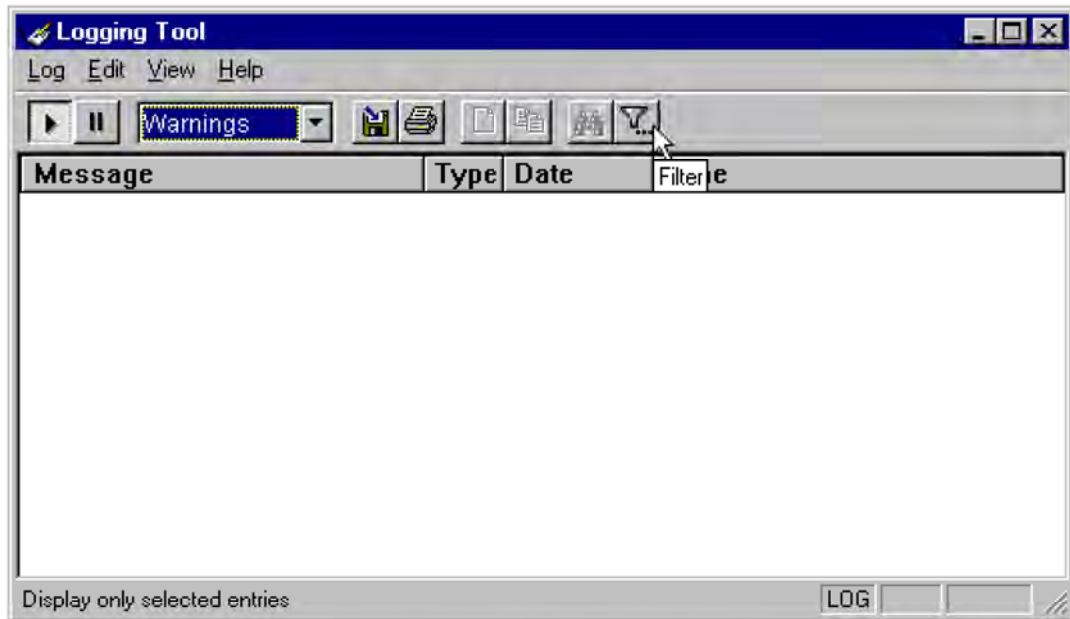 Logging Tool
Log Edit View Help
Warnings
Message Type Date
Filter
Display only selected entries LOG